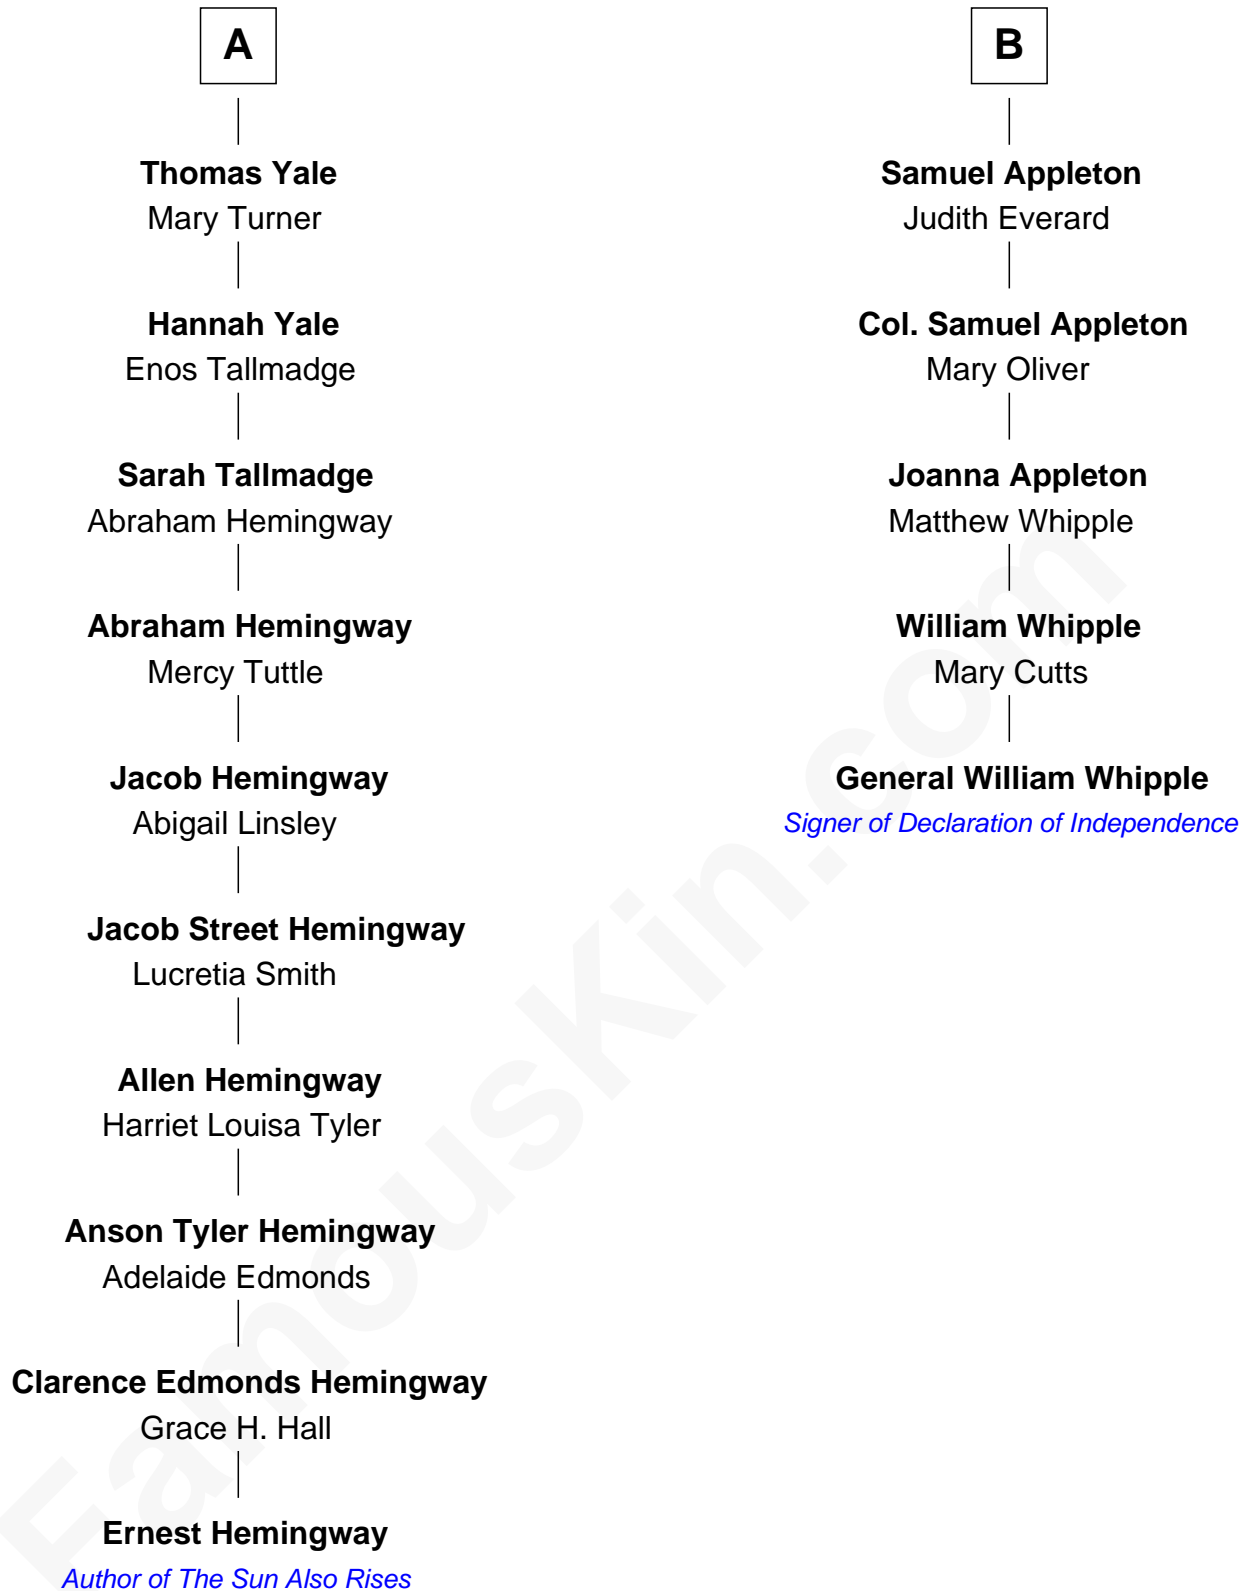 A
Thomas Yale
Mary Turner
Hannah Yale
Enos Tallmadge
Sarah Tallmadge
Abraham Hemingway
Abraham Hemingway
Mercy Tuttle
Jacob Hemingway
Abigail Linsley
Jacob Street Hemingway
Lucretia Smith
Allen Hemingway
Harriet Louisa Tyler
Anson Tyler Hemingway
Adelaide Edmonds
Clarence Edmonds Hemingway
Grace H. Hall
Ernest Hemingway
Author of The Sun Also Rises
B
Samuel Appleton
Judith Everard
Col. Samuel Appleton
Mary Oliver
Joanna Appleton
Matthew Whipple
William Whipple
Mary Cutts
General William Whipple
Signer of Declaration of Independence
FamousKin.com